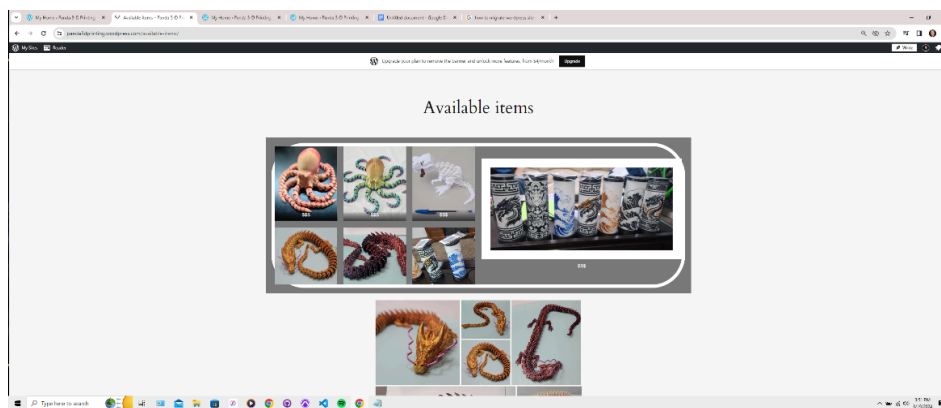 My Home ‹ Panda 3-D Printing
Available Items – Panda 3-D Pri
My Home ‹ Panda 3-D Printing
My Home ‹ Panda 3-D Printing
Untitled document - Google D
how to migrate wordpress site
panda3dprinting.wordpress.com/available-items/
My Sites
Reader
Write
Upgrade your plan to remove the banner and unlock more features, from $4/month
Upgrade
Available items
$$$
$$$
$$$
$$$
Type here to search